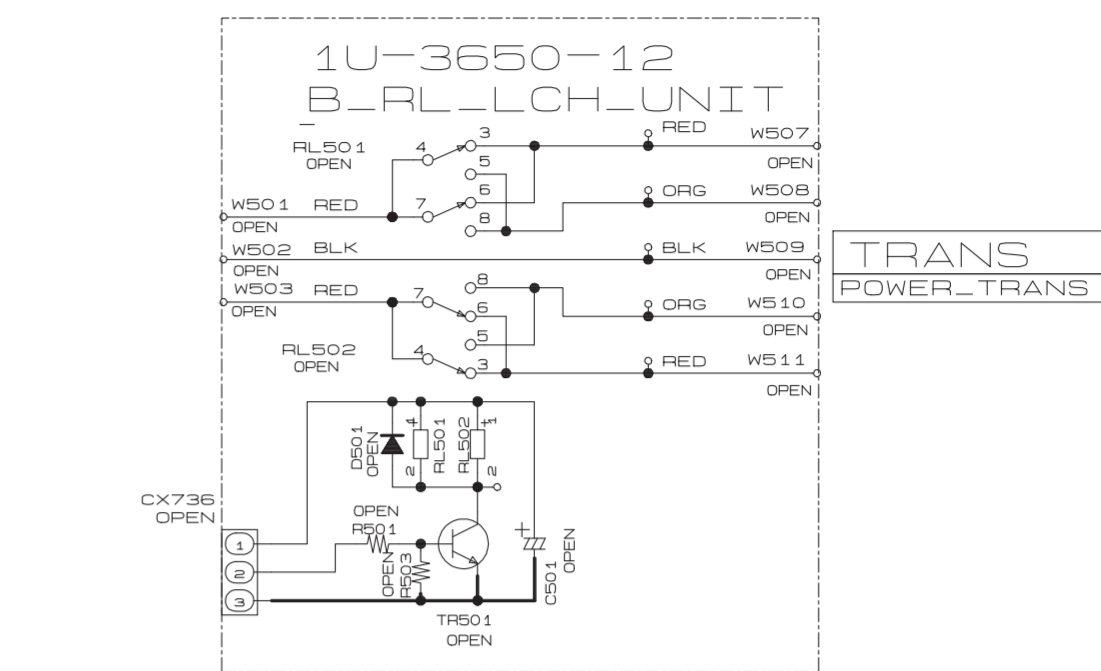 1U-3650-12
B_RL_LCH_UNIT
RL501
OPEN
4
3
5
RED
W507
OPEN
W501 RED
OPEN
7
6
8
ORG
W508
OPEN
W502 BLK
OPEN
BLK
W509
OPEN
TRANS
POWER_TRANS
W503 RED
OPEN
7
8
6
ORG
W510
OPEN
RL502
OPEN
4
5
3
RED
W511
OPEN
D501
OPEN
+
1
2
RL501
RL502
+
1
2
CX736
OPEN
1
2
3
OPEN
R501
OPEN
R503
TR501
OPEN
+
C501
OPEN